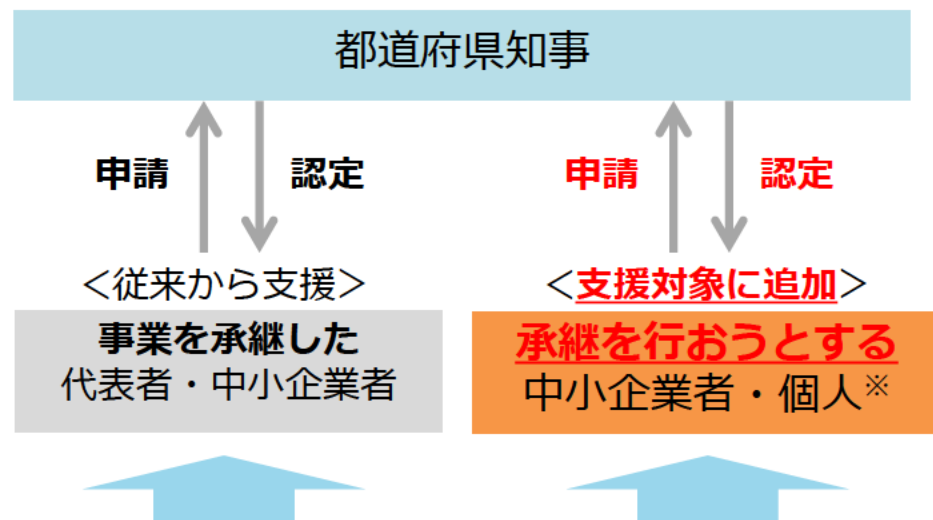 都道府県知事
申請
認定
申請
認定
＜従来から支援＞
事業を承継した
代表者・中小企業者
＜支援対象に追加＞
承継を行おうとする
中小企業者・個人※